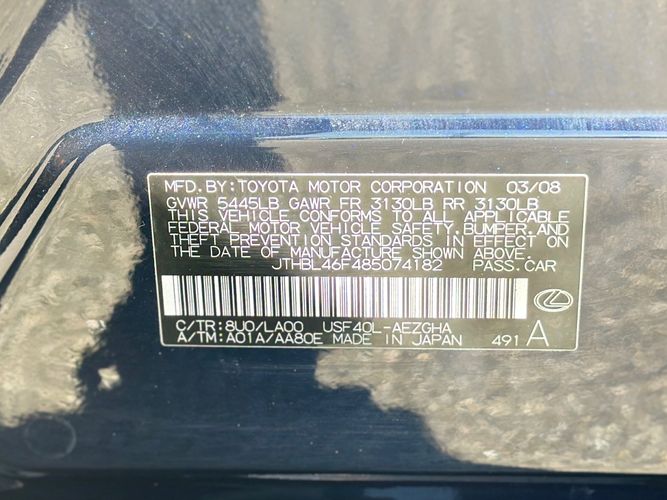 MFD.BY:TOYOTA MOTOR CORPORATION 03/08
GVWR 5445LB GAWR FR 3130LB RR 3130LB
THIS VEHICLE CONFORMS TO ALL APPLICABLE
FEDERAL MOTOR VEHICLE SAFETY,BUMPER,AND
THEFT PREVENTION STANDARDS IN EFFECT ON
THE DATE OF MANUFACTURE SHOWN ABOVE.
JTHBL46F485074182 PASS.CAR
C/TR:8U0/LA00 USF40L-AEZGHA
A/TM:A01A/AA80E MADE IN JAPAN 491 A